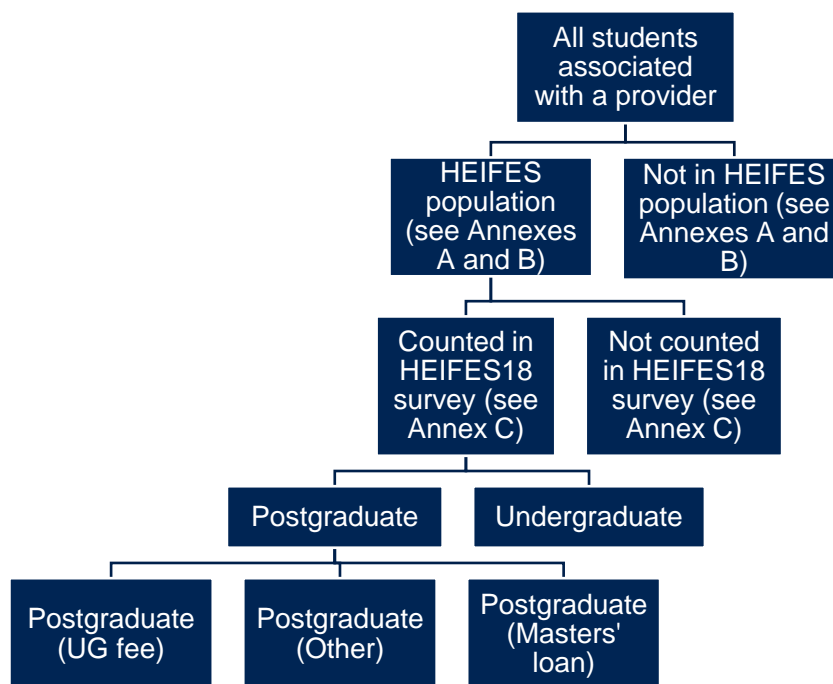 All students
associated
with a provider
HEIFES
population
(see Annexes
A and B)
Not in HEIFES
population (see
Annexes A and
B)
Counted in
HEIFES18
survey (see
Annex C)
Not counted
in HEIFES18
survey (see
Annex C)
Postgraduate
Undergraduate
Postgraduate
(UG fee)
Postgraduate
(Other)
Postgraduate
(Masters'
loan)